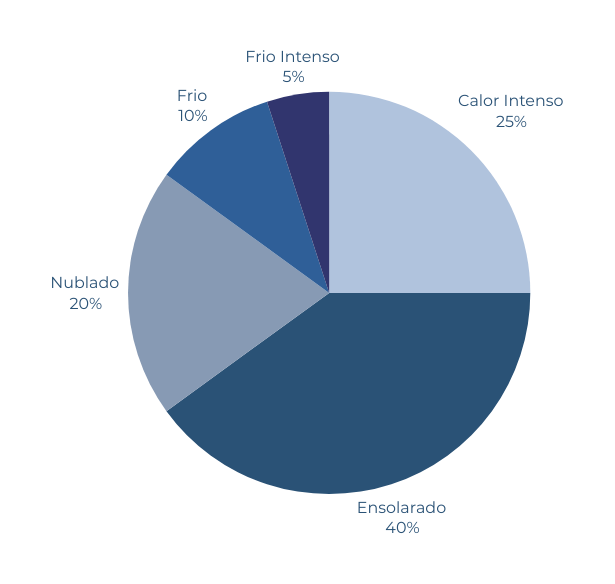 Frio Intenso
5%
Frio
10%
Calor Intenso
25%
Nublado
20%
Ensolarado
40%